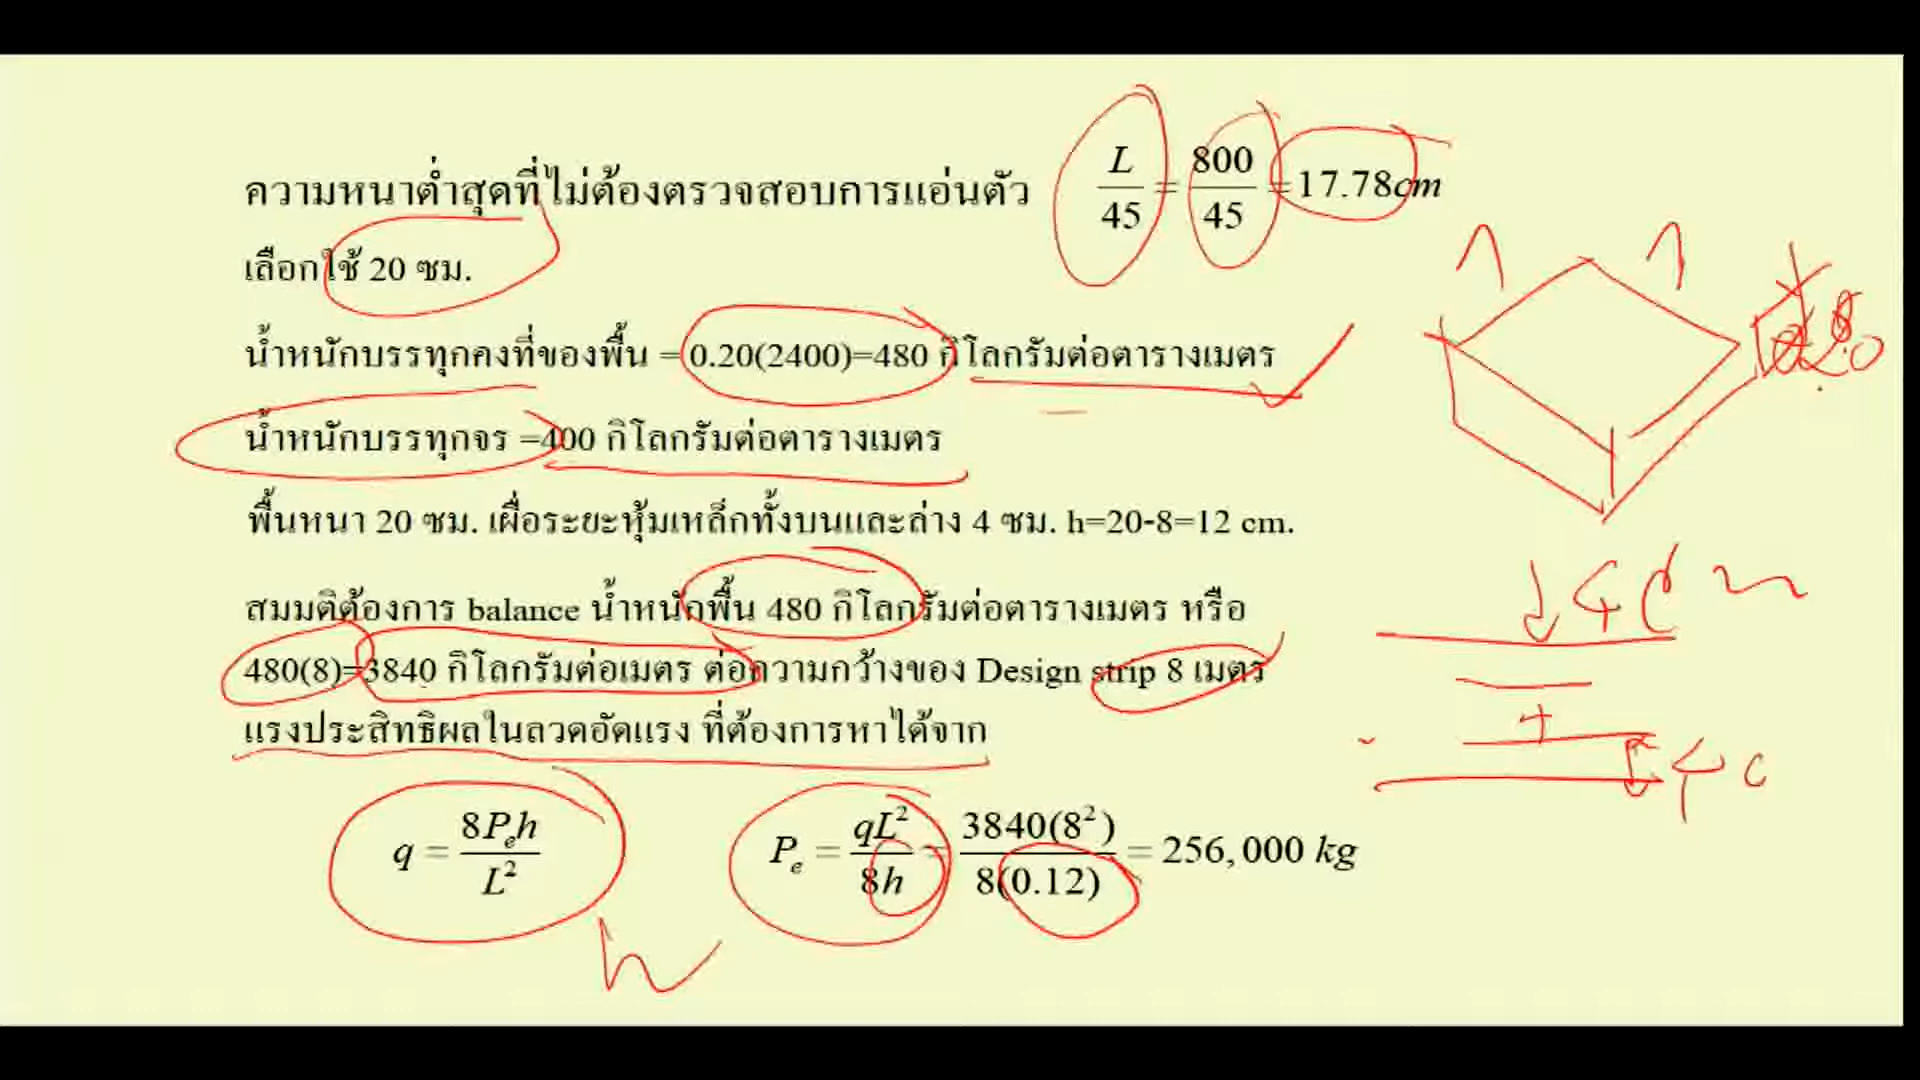 ความหนาต่ำสุดที่ไม่ต้องตรวจสอบการแอ่นตัว L/45 = 800/45 = 17.78cm
เลือกใช้ 20 ซม.
น้ำหนักบรรทุกคงที่ของพื้น = 0.20(2400)=480 กิโลกรัมต่อตารางเมตร
น้ำหนักบรรทุกจร =400 กิโลกรัมต่อตารางเมตร
พื้นหนา 20 ซม. เผื่อระยะหุ้มเหล็กทั้งบนและล่าง 4 ซม. h=20-8=12 cm.
สมมติต้องการ balance น้ำหนักพื้น 480 กิโลกรัมต่อตารางเมตร หรือ
480(8)=3840 กิโลกรัมต่อเมตร ต่อความกว้างของ Design strip 8 เมตร
แรงประสิทธิผลในลวดอัดแรง ที่ต้องการหาได้จาก
q = 8Pₑh/L² Pₑ = qL²/8h = 3840(8²)/8(0.12) = 256,000 kg